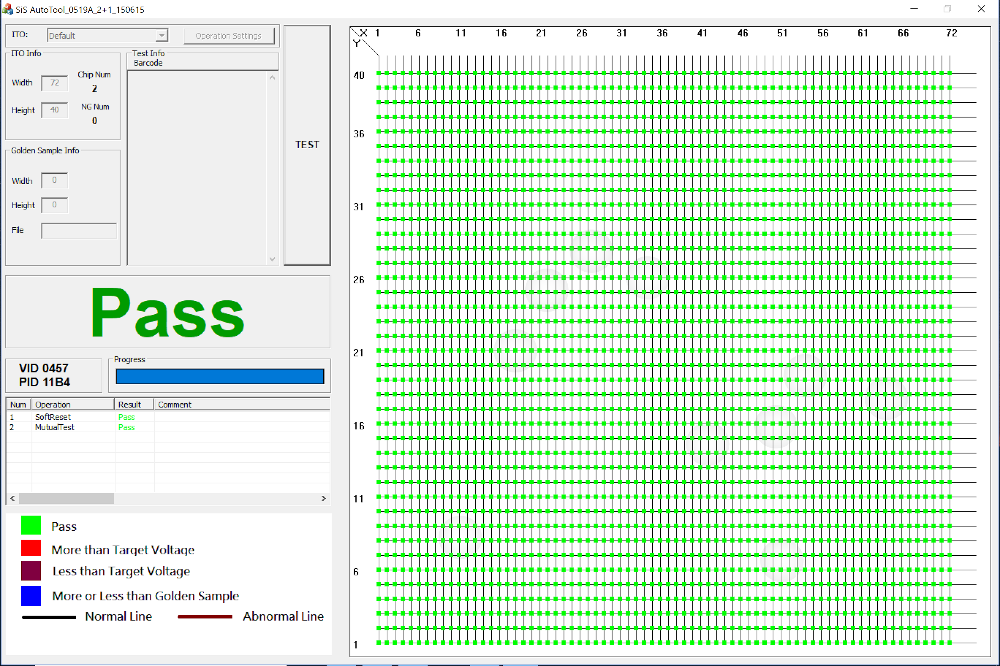 SiS AutoTool_0519A_2+1_150615
ITO:
Default
Operation Settings
ITO Info
Width
72
Chip Num
2
Height
40
NG Num
0
Test Info
Barcode
TEST
Golden Sample Info
Width
0
Height
0
File
Pass
VID 0457
PID 11B4
Progress
Num Operation Result Comment
1 SoftReset Pass
2 MutualTest Pass
Pass
More than Target Voltage
Less than Target Voltage
More or Less than Golden Sample
Normal Line Abnormal Line
X 1 6 11 16 21 26 31 36 41 46 51 56 61 66 72
Y
40
36
31
26
21
16
11
6
1